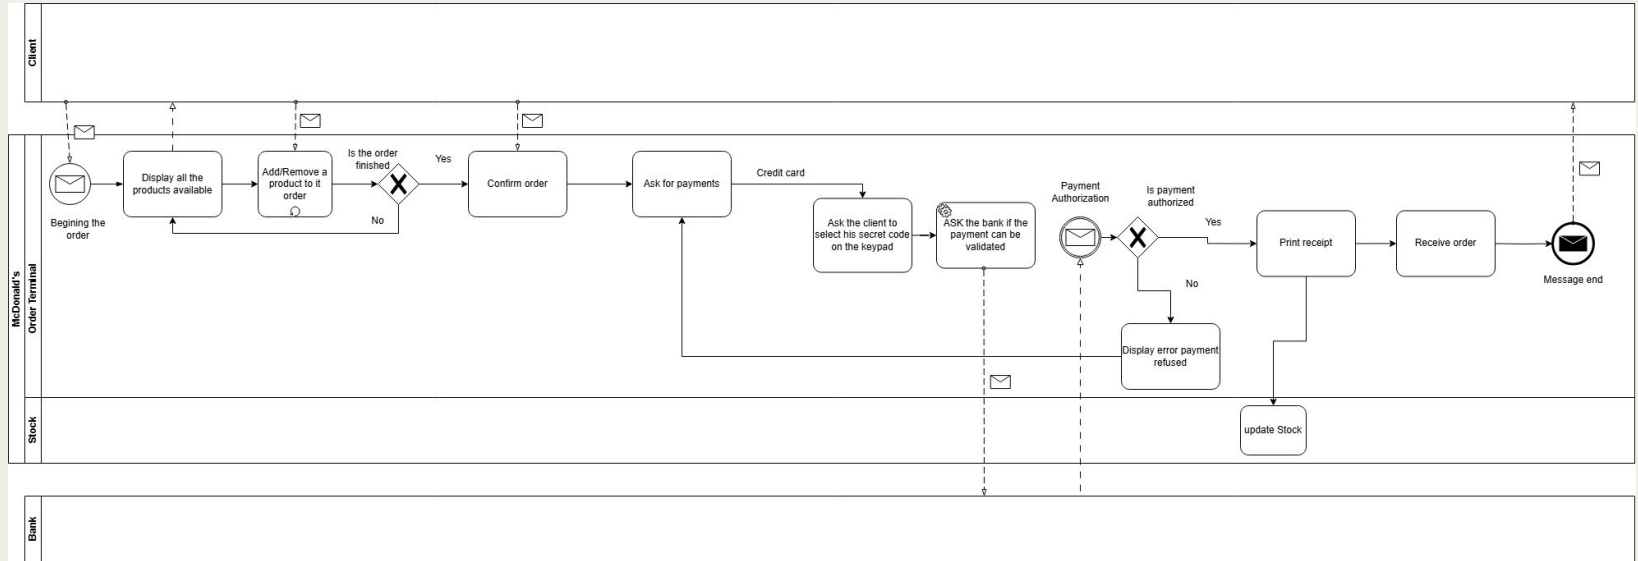 Client
McDonald's
Order Terminal
Stock
Bank
Begining the
order
Display all the
products available
Add/Remove a
product to it
order
Is the order
finished
Yes
No
Confirm order
Ask for payments
Credit card
Ask the client to
select his secret code
on the keypad
ASK the bank if the
payment can be
validated
Payment
Authorization
Is payment
authorized
Yes
No
Display error payment
refused
Print receipt
Receive order
Message end
update Stock